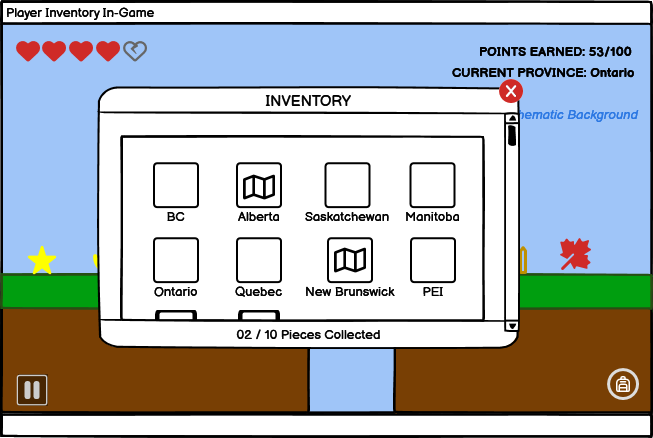 Player Inventory In-Game
POINTS EARNED: 53/100
CURRENT PROVINCE: Ontario
hematic Background
INVENTORY
X
BC Alberta Saskatchewan Manitoba
Ontario Quebec New Brunswick PEI
02 / 10 Pieces Collected